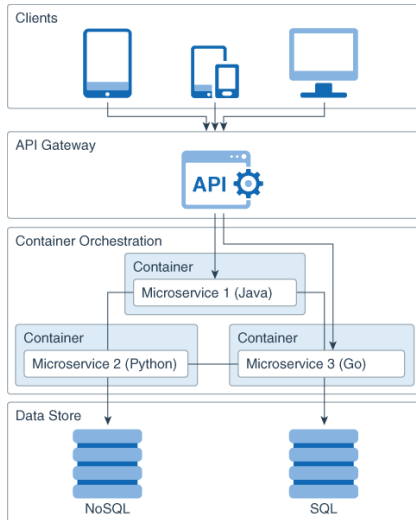 Clients
API Gateway
API
Container Orchestration
Container
Microservice 1 (Java)
Container
Container
Microservice 2 (Python)
Microservice 3 (Go)
Data Store
NoSQL
SQL